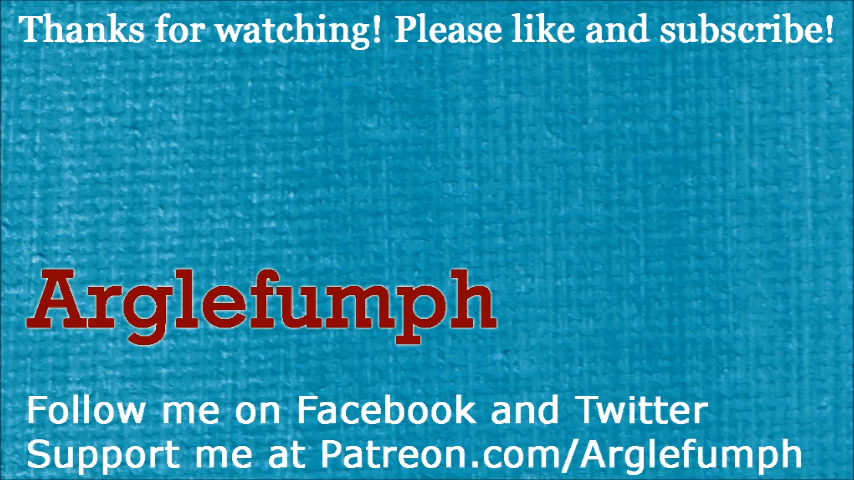 Thanks for watching! Please like and subscribe!
Arglefumph
Follow me on Facebook and Twitter
Support me at Patreon.com/Arglefumph